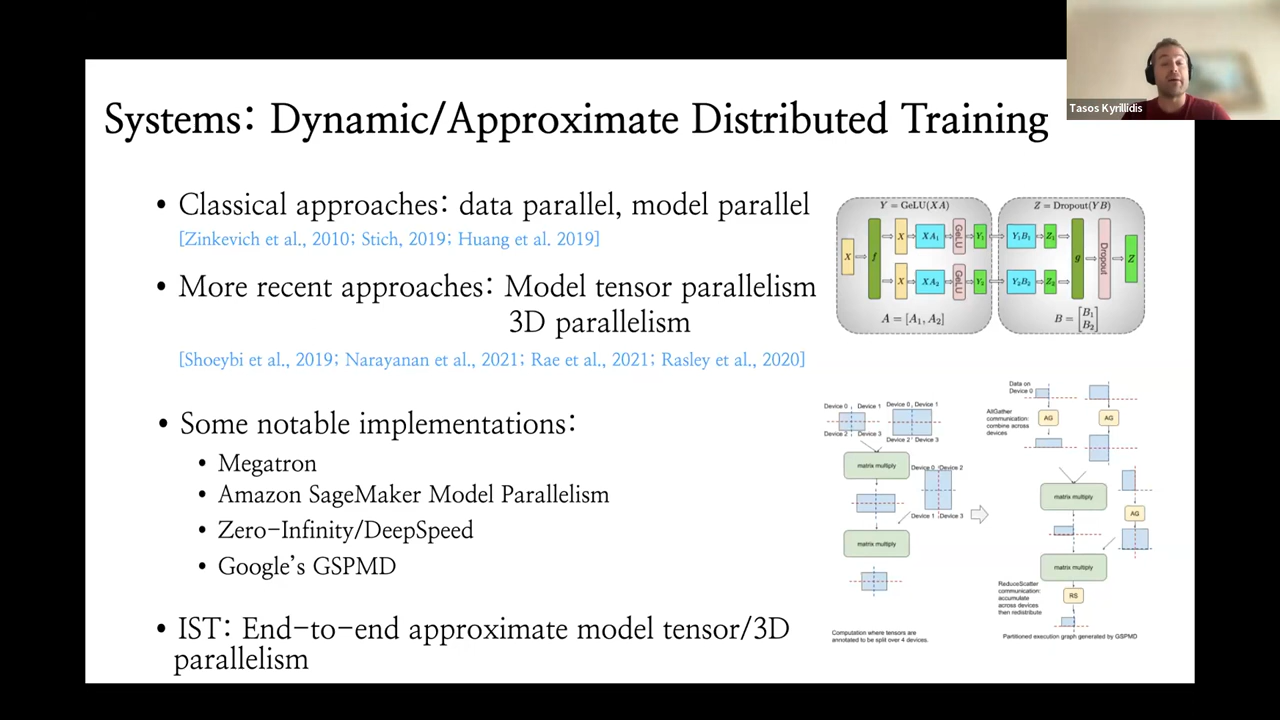 Tasos Kyrillidis
Systems: Dynamic/Approximate Distributed Training
• Classical approaches: data parallel, model parallel
[Zinkevich et al., 2010; Stich, 2019; Huang et al. 2019]
• More recent approaches: Model tensor parallelism
3D parallelism
[Shoeybi et al., 2019; Narayanan et al., 2021; Rae et al., 2021; Rasley et al., 2020]
• Some notable implementations:
• Megatron
• Amazon SageMaker Model Parallelism
• Zero-Infinity/DeepSpeed
• Google's GSPMD
• IST: End-to-end approximate model tensor/3D
parallelism
Y = GeLU(XA)
X f X XA₁ GeLU Y₁
X XA₂ GeLU Y₂
A = [A₁, A₂]
Z = Dropout(YB)
Y₁B₁ Z₁ g Dropout Z
Y₂B₂ Z₂
B = [B₁
B₂]
Device 0 Device 1 Device 0 Device 1
Device 2 Device 3 Device 2 Device 3
matrix multiply
Device 0 Device 2
Device 1 Device 3
matrix multiply
Computation where tensors are
annotated to be split over 4 devices.
Data on
Device 0
AllGather
communication:
combine across
devices
AG AG
matrix multiply
AG
matrix multiply
ReduceScatter
communication:
accumulate
across devices
then redistribute
RS
Partitioned execution graph generated by GSPMD